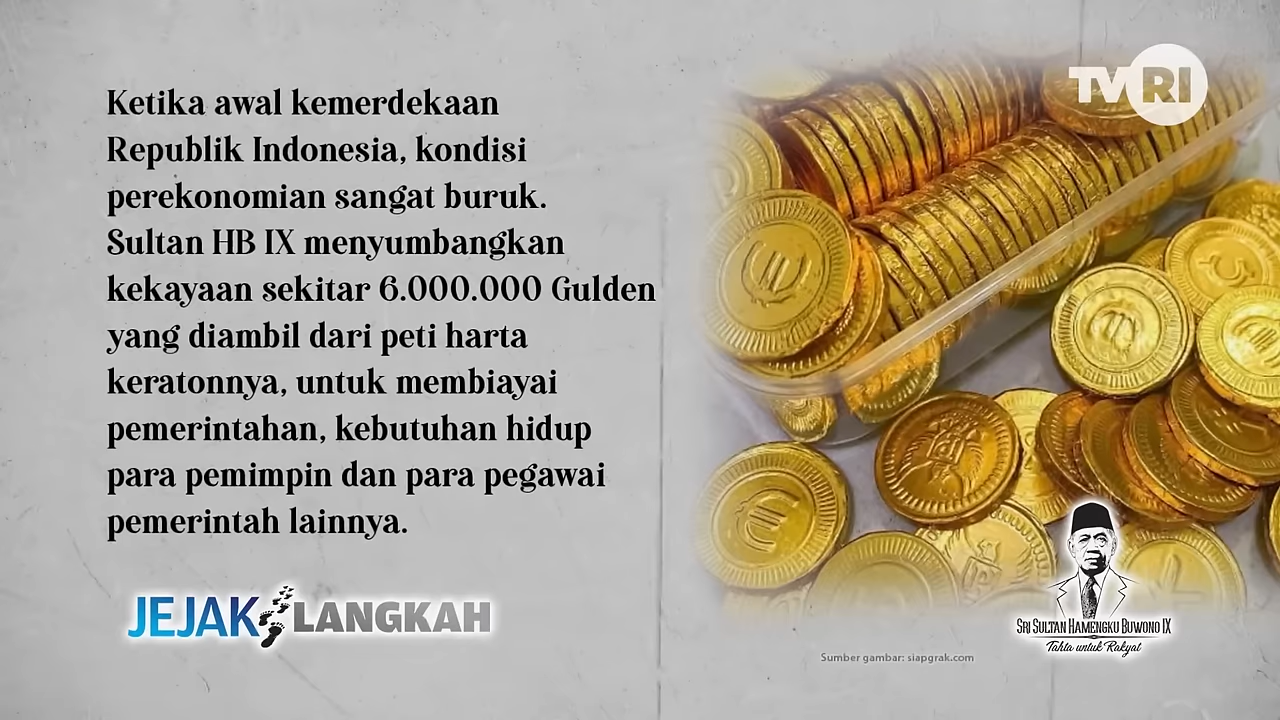 TVRI
Ketika awal kemerdekaan
Republik Indonesia, kondisi
perekonomian sangat buruk.
Sultan HB IX menyumbangkan
kekayaan sekitar 6.000.000 Gulden
yang diambil dari peti harta
keratonnya, untuk membiayai
pemerintahan, kebutuhan hidup
para pemimpin dan para pegawai
pemerintah lainnya.
JEJAK LANGKAH
SRI SULTAN HAMENGKU BUWONO IX
Tahta untuk Rakyat
Sumber gambar: siapgrak.com